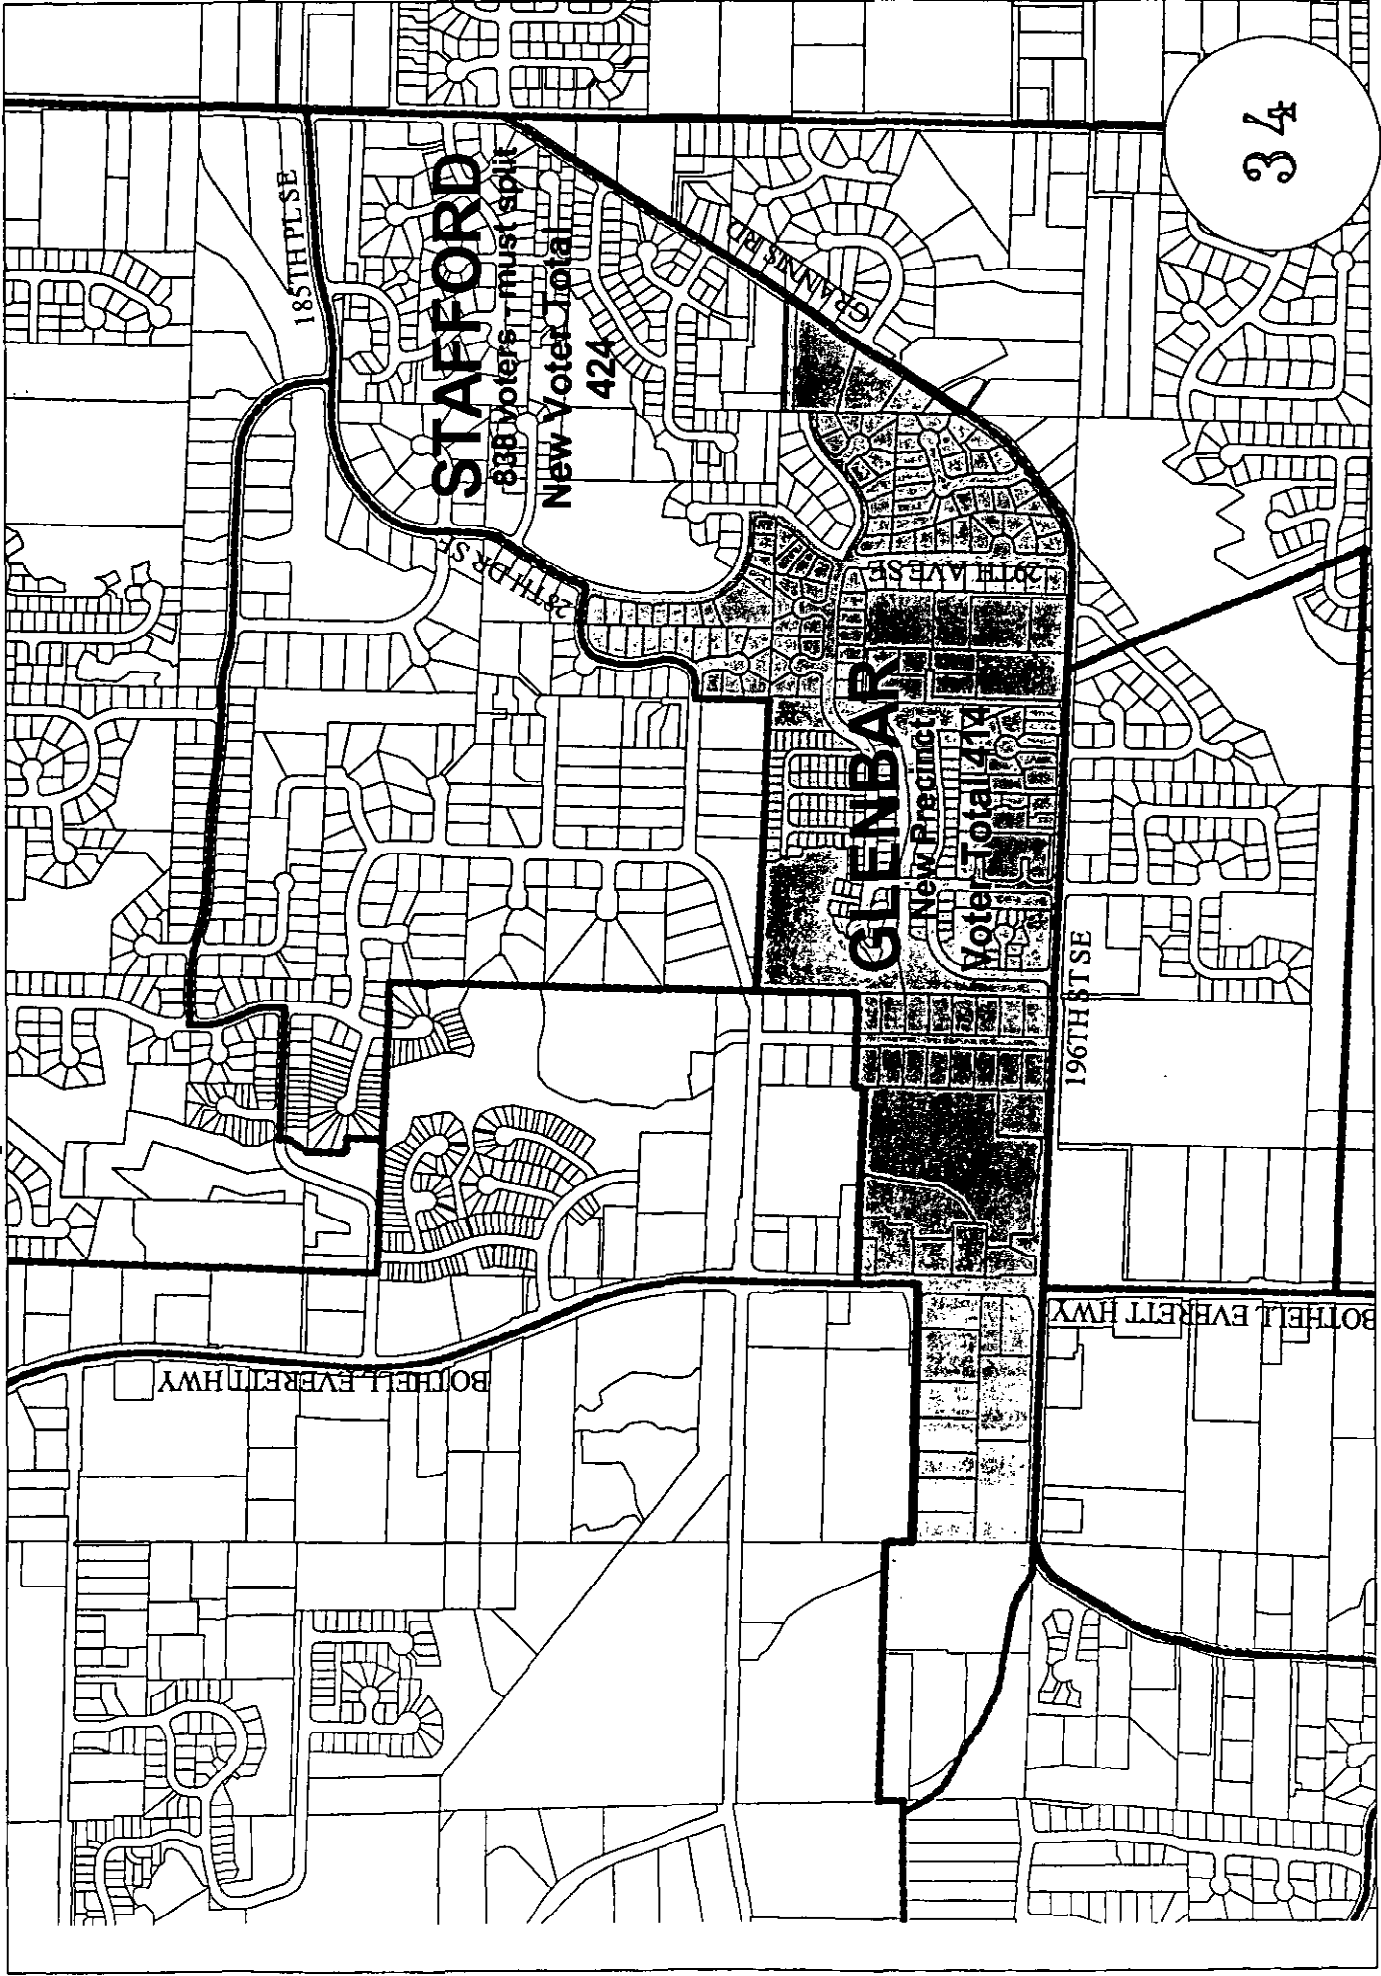 185TH PL SE
STAFFORD
838 voters - must split
New Voter Total
424
28TH DR SE
GRANNIS RD
29TH AVE SE
GLENBAR
New Precinct
Voter Total 414
196TH ST SE
BOTHELL EVERETT HWY
BOTHELL EVERETT HWY
34